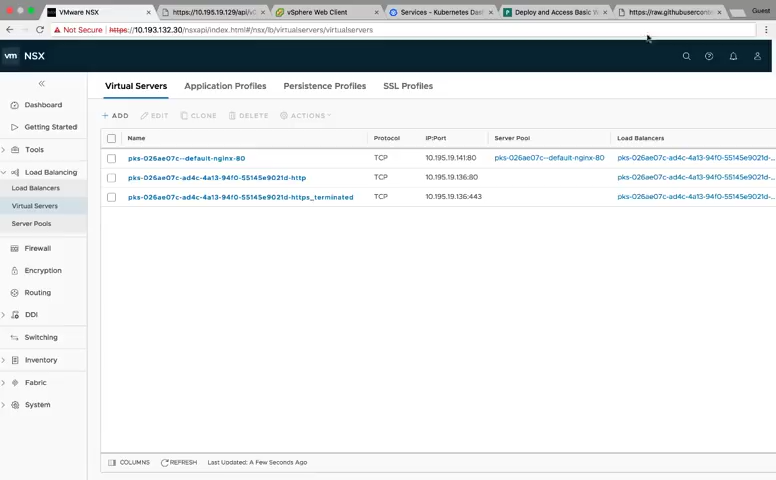 VMware NSX
https://10.195.19.129/api/v
vSphere Web Client
Services - Kubernetes Das
Deploy and Access Basic W
https://raw.githubuserconte
Guest
Not Secure https://10.193.132.30/nsxapi/index.html#/nsx/lb/virtualservers/virtualservers
vm NSX
Virtual Servers Application Profiles Persistence Profiles SSL Profiles
Dashboard
Getting Started
Tools
Load Balancing
Load Balancers
Virtual Servers
Server Pools
Firewall
Encryption
Routing
DDI
Switching
Inventory
Fabric
System
+ ADD EDIT CLONE DELETE ACTIONS
Name Protocol IP:Port Server Pool Load Balancers
pks-026ae07c--default-nginx-80 TCP 10.195.19.141:80 pks-026ae07c--default-nginx-80 pks-026ae07c-ad4c-4a13-94f0-55145e9021d-...
pks-026ae07c-ad4c-4a13-94f0-55145e9021d-http TCP 10.195.19.136:80 pks-026ae07c-ad4c-4a13-94f0-55145e9021d-...
pks-026ae07c-ad4c-4a13-94f0-55145e9021d-https_terminated TCP 10.195.19.136:443 pks-026ae07c-ad4c-4a13-94f0-55145e9021d-...
COLUMNS REFRESH Last Updated: A Few Seconds Ago